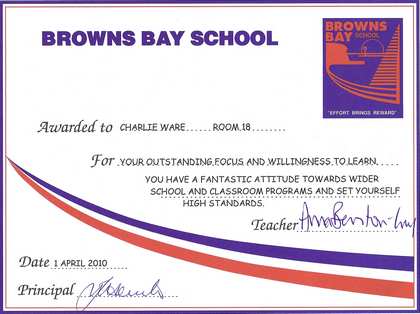 BROWNS BAY SCHOOL
BROWNS
BAY
SCHOOL
"EFFORT BRINGS REWARD"
Awarded to CHARLIE WARE ...... ROOM 18 ........
For YOUR OUTSTANDING FOCUS AND WILLINGNESS TO LEARN.....
YOU HAVE A FANTASTIC ATTITUDE TOWARDS WIDER
SCHOOL AND CLASSROOM PROGRAMS AND SET YOURSELF
HIGH STANDARDS.
Teacher
Date 1 APRIL 2010
Principal